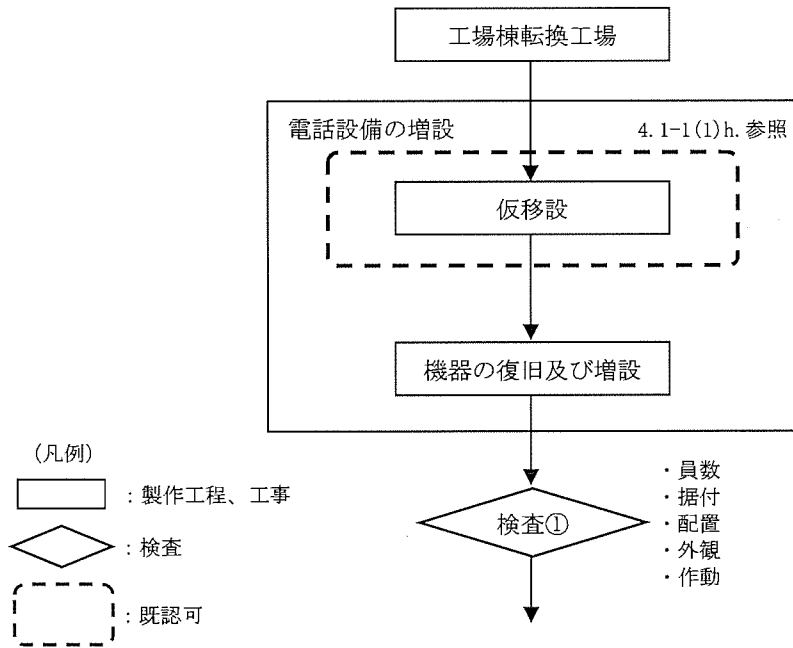 工場棟転換工場
電話設備の増設
4.1-1(1)h.参照
仮移設
機器の復旧及び増設
検査①
・員数
・据付
・配置
・外観
・作動
(凡例)
：製作工程、工事
：検査
：既認可